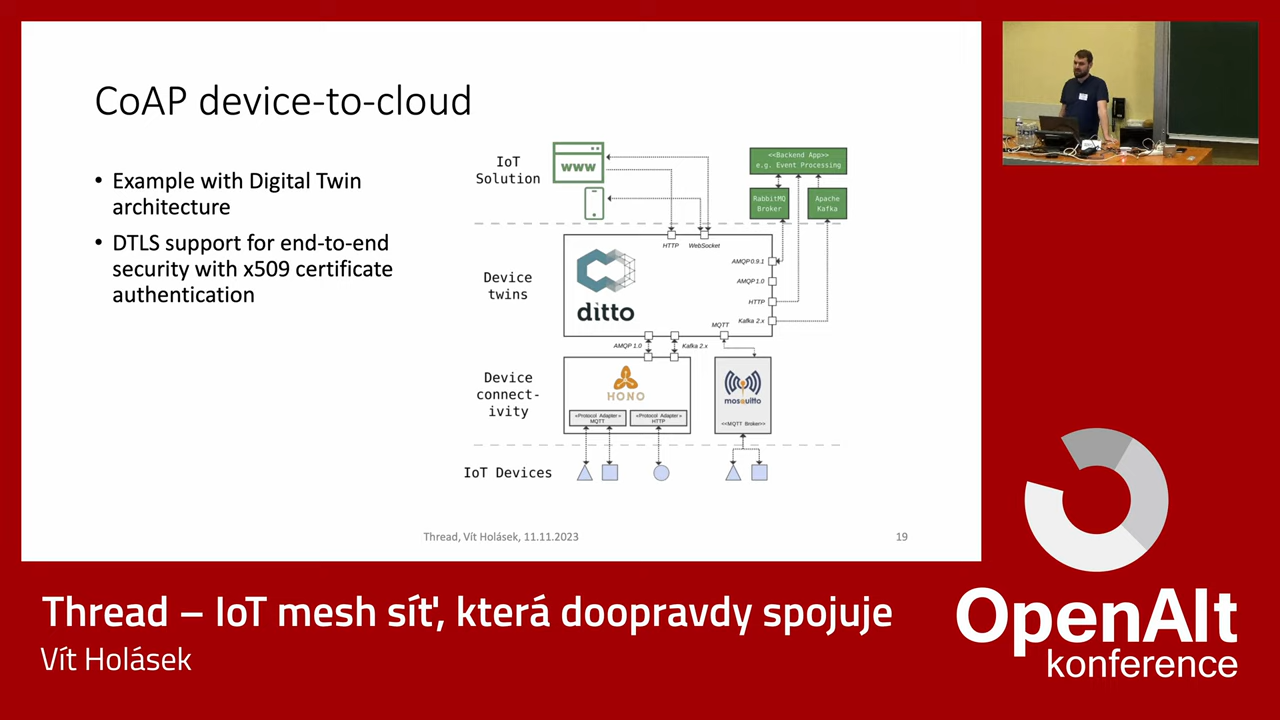 CoAP device-to-cloud
• Example with Digital Twin
architecture
• DTLS support for end-to-end
security with x509 certificate
authentication
IoT
Solution
www
<<Backend App>>
e.g. Event Processing
RabbitMQ
Broker
Apache
Kafka
HTTP
WebSocket
Device
twins
ditto
AMQP 0.9.1
AMQP 1.0
HTTP
Kafka 2.x
MQTT
AMQP 1.0
Kafka 2.x
Device
connect-
ivity
HONO
«Protocol Adapter»
MQTT
«Protocol Adapter»
HTTP
mosquitto
<<MQTT Broker>>
IoT Devices
Thread, Vít Holásek, 11.11.2023
19
Thread – IoT mesh síť, která doopravdy spojuje
Vít Holásek
OpenAlt
konference